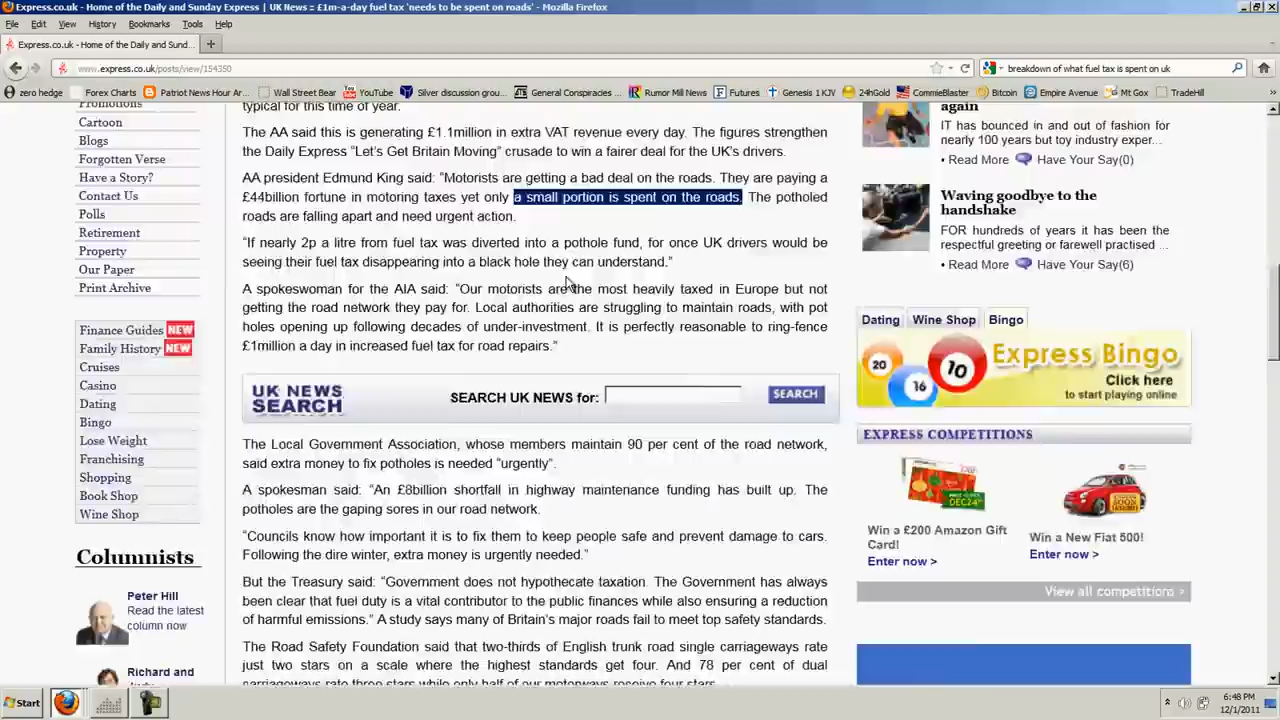 Express.co.uk - Home of the Daily and Sunday Express | UK News :: £1m-a-day fuel tax 'needs to be spent on roads' - Mozilla Firefox
File Edit View History Bookmarks Tools Help
Express.co.uk - Home of the Daily and Sund...
www.express.co.uk/posts/view/154350
breakdown of what fuel tax is spent on uk
zero hedge Forex Charts Patriot News Hour Ar... Wall Street Bear YouTube Silver discussion grou... General Conspiracies ... Rumor Mill News Futures Genesis 1 KJV 24hGold CommieBlaster Bitcoin Empire Avenue Mt Gox TradeHill
Promotions
Cartoon
Blogs
Forgotten Verse
Have a Story?
Contact Us
Polls
Retirement
Property
Our Paper
Print Archive
Finance Guides NEW
Family History NEW
Cruises
Casino
Dating
Bingo
Lose Weight
Franchising
Shopping
Book Shop
Wine Shop
Columnists
Peter Hill
Read the latest
column now
Richard and
typical for this time of year.
The AA said this is generating £1.1million in extra VAT revenue every day. The figures strengthen
the Daily Express “Let’s Get Britain Moving” crusade to win a fairer deal for the UK’s drivers.
AA president Edmund King said: “Motorists are getting a bad deal on the roads. They are paying a
£44billion fortune in motoring taxes yet only a small portion is spent on the roads. The potholed
roads are falling apart and need urgent action.
“If nearly 2p a litre from fuel tax was diverted into a pothole fund, for once UK drivers would be
seeing their fuel tax disappearing into a black hole they can understand.”
A spokeswoman for the AIA said: “Our motorists are the most heavily taxed in Europe but not
getting the road network they pay for. Local authorities are struggling to maintain roads, with pot
holes opening up following decades of under-investment. It is perfectly reasonable to ring-fence
£1million a day in increased fuel tax for road repairs.”
UK NEWS
SEARCH
SEARCH UK NEWS for:
SEARCH
The Local Government Association, whose members maintain 90 per cent of the road network,
said extra money to fix potholes is needed “urgently”.
A spokesman said: “An £8billion shortfall in highway maintenance funding has built up. The
potholes are the gaping sores in our road network.
“Councils know how important it is to fix them to keep people safe and prevent damage to cars.
Following the dire winter, extra money is urgently needed.”
But the Treasury said: “Government does not hypothecate taxation. The Government has always
been clear that fuel duty is a vital contributor to the public finances while also ensuring a reduction
of harmful emissions.” A study says many of Britain’s major roads fail to meet top safety standards.
The Road Safety Foundation said that two-thirds of English trunk road single carriageways rate
just two stars on a scale where the highest standards get four. And 78 per cent of dual
carriageways rate three stars while only half of our motorways receive four stars.
again
IT has bounced in and out of fashion for
nearly 100 years but toy industry exper...
• Read More Have Your Say(0)
Waving goodbye to the
handshake
FOR hundreds of years it has been the
respectful greeting or farewell practised ...
• Read More Have Your Say(6)
Dating Wine Shop Bingo
20 16 10
Express Bingo
Click here
to start playing online
EXPRESS COMPETITIONS
Win a £200 Amazon Gift
Card!
Enter now >
Win a New Fiat 500!
Enter now >
View all competitions >
Start
6:48 PM
12/1/2011